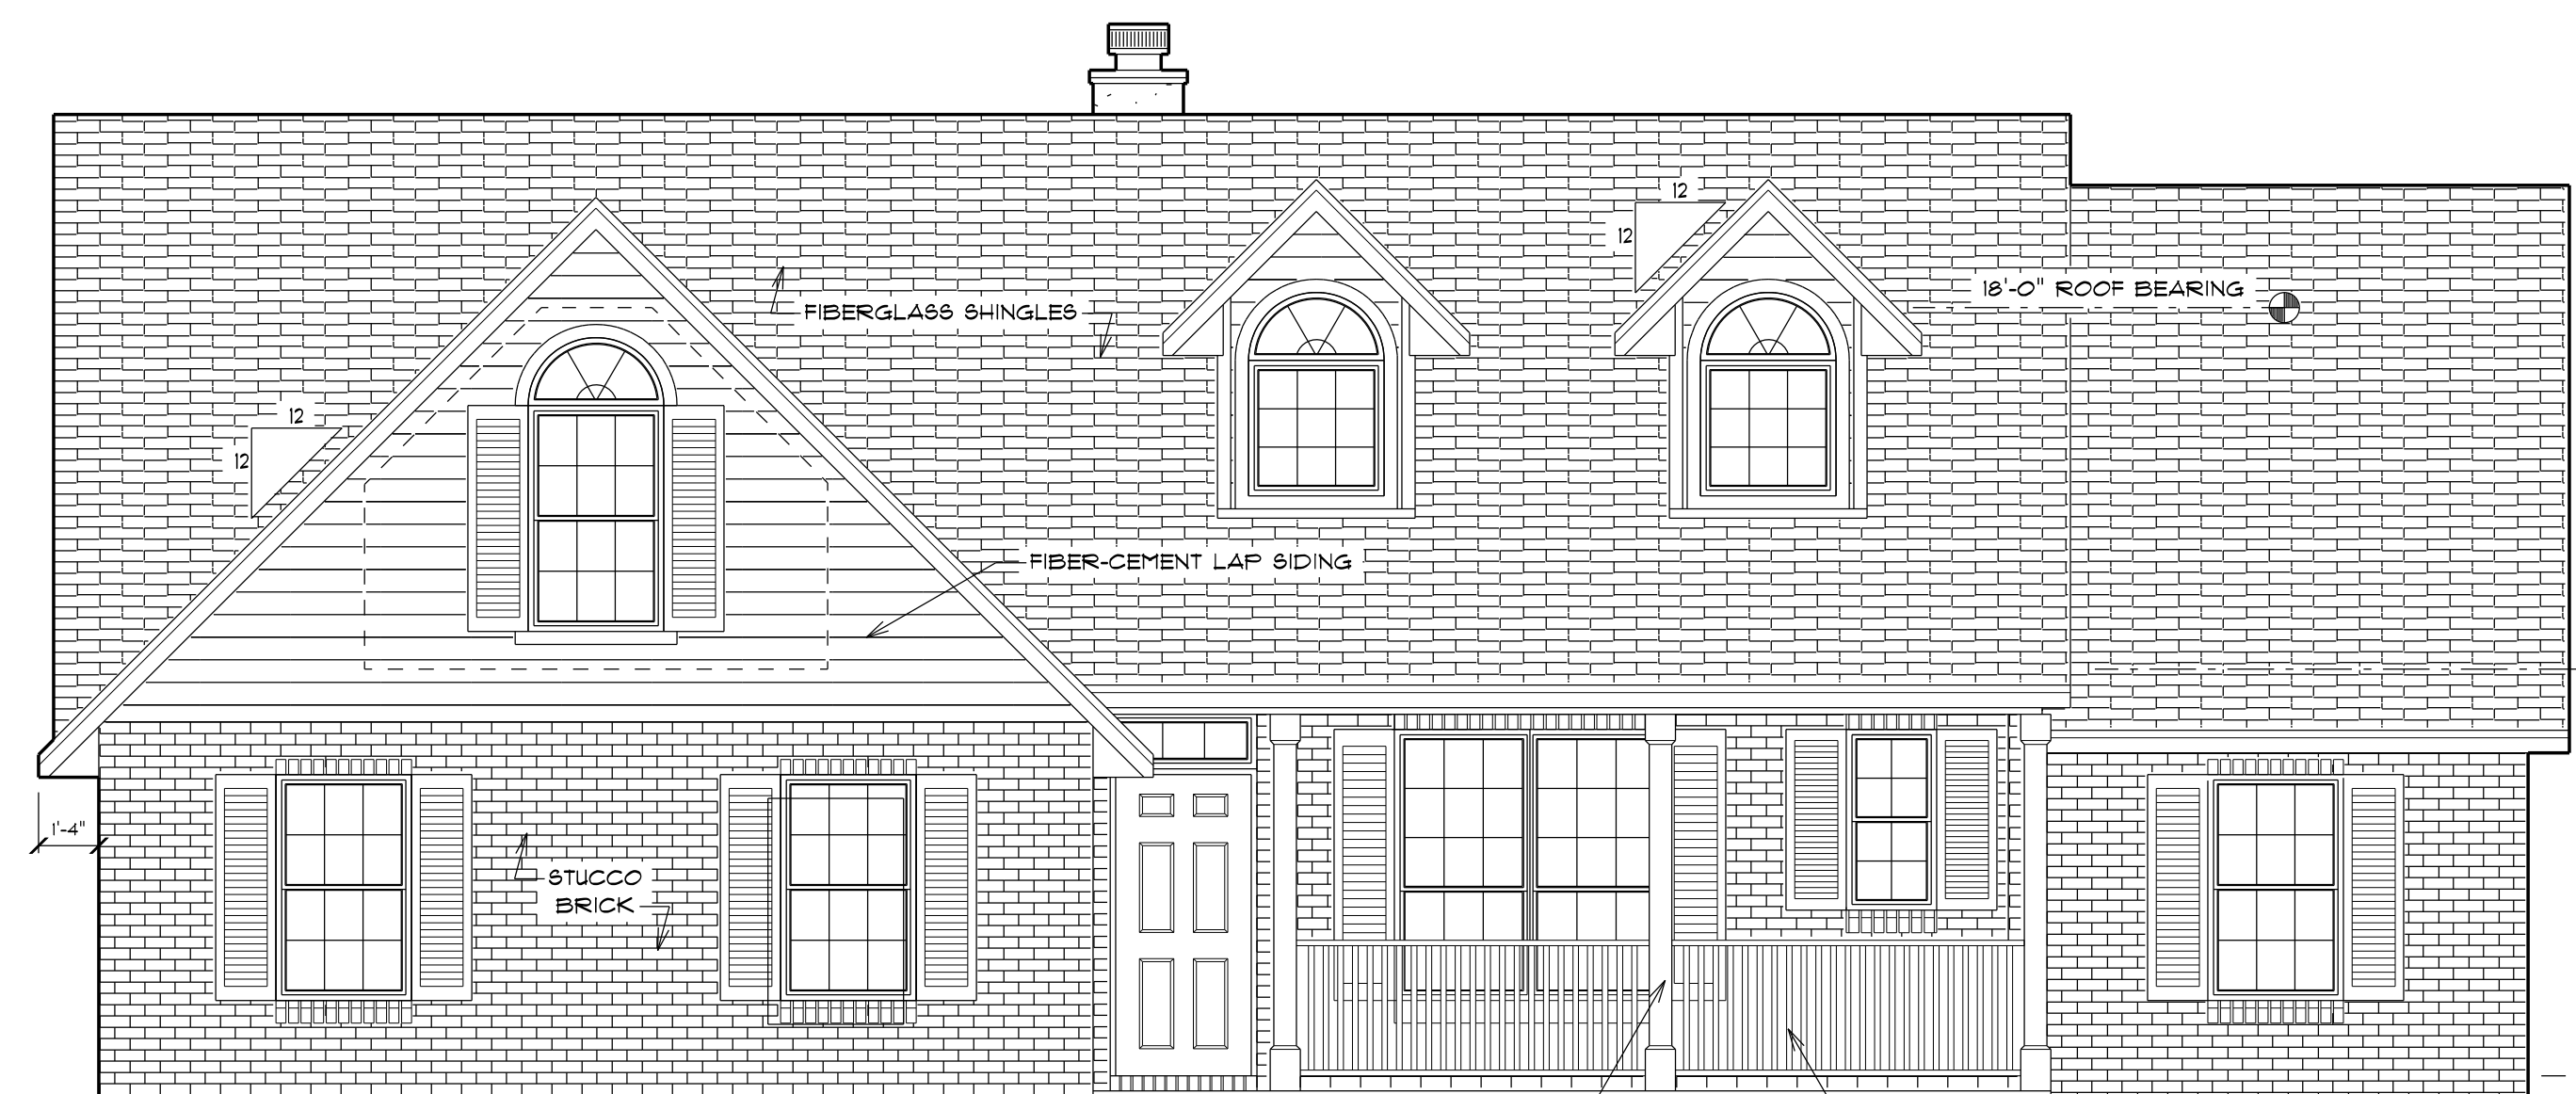 12
12
18'-0" ROOF BEARING
FIBERGLASS SHINGLES
12
12
FIBER-CEMENT LAP SIDING
1'-4"
STUCCO
BRICK